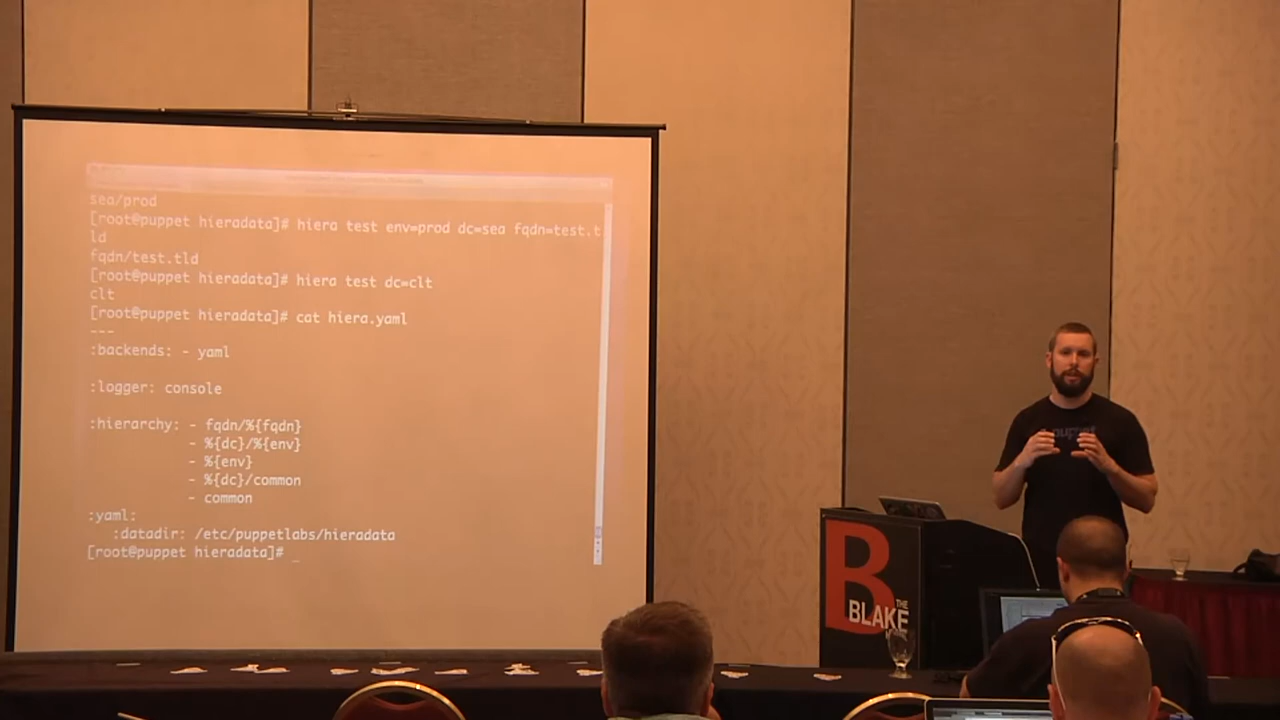 sea/prod
[root@puppet hieradata]# hiera test env=prod dc=sea fqdn=test.t
ld
fqdn/test.tld
[root@puppet hieradata]# hiera test dc=clt
clt
[root@puppet hieradata]# cat hiera.yaml
---
:backends: - yaml
:logger: console
:hierarchy: - fqdn/%{fqdn}
- %{dc}/%{env}
- %{env}
- %{dc}/common
- common
:yaml:
:datadir: /etc/puppetlabs/hieradata
[root@puppet hieradata]# _
puppet
B
THE
BLAKE